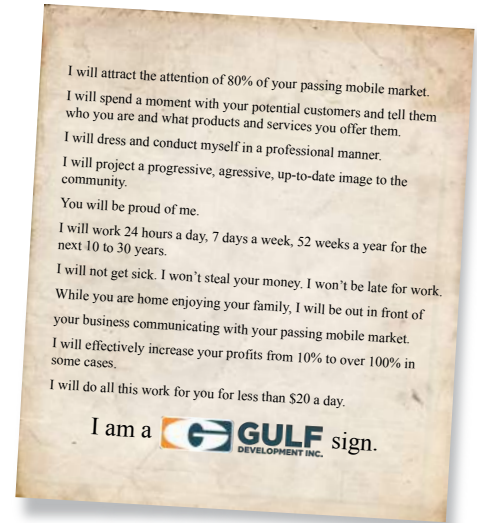 I will attract the attention of 80% of your passing mobile market.
I will spend a moment with your potential customers and tell them
who you are and what products and services you offer them.
I will dress and conduct myself in a professional manner.
I will project a progressive, agressive, up-to-date image to the
community.
You will be proud of me.
I will work 24 hours a day, 7 days a week, 52 weeks a year for the
next 10 to 30 years.
I will not get sick. I won't steal your money. I won't be late for work.
While you are home enjoying your family, I will be out in front of
your business communicating with your passing mobile market.
I will effectively increase your profits from 10% to over 100% in
some cases.
I will do all this work for you for less than $20 a day.
I am a GULF DEVELOPMENT INC. sign.